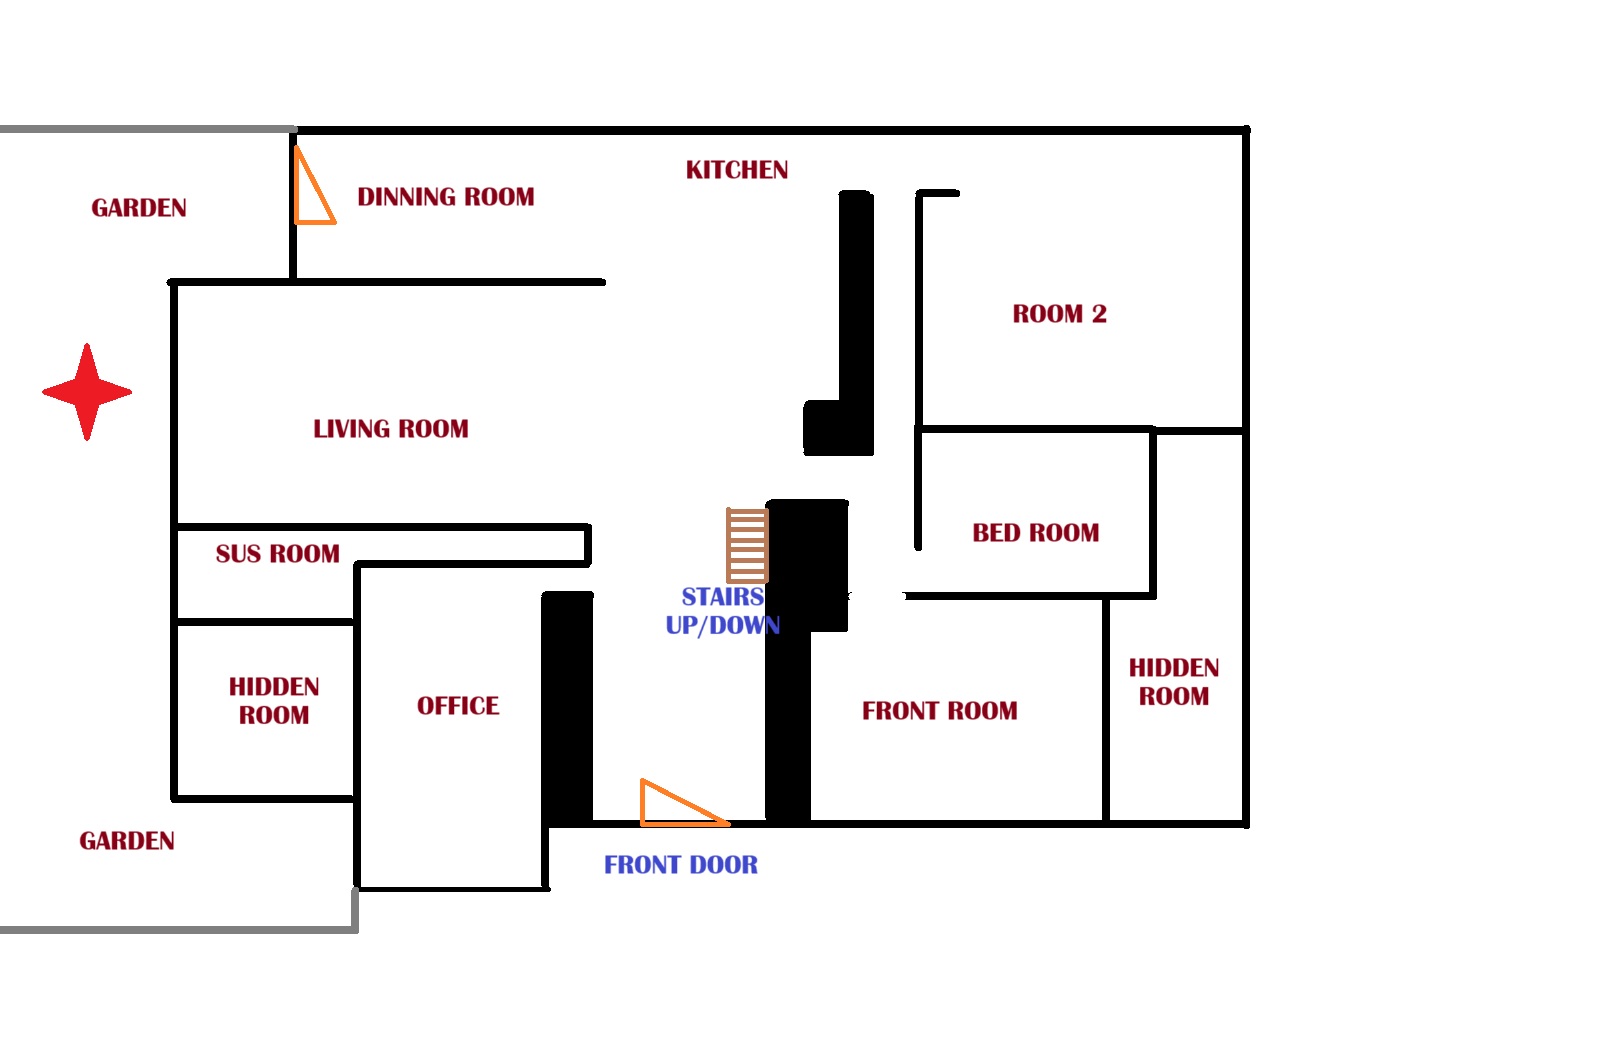 KITCHEN
DINNING ROOM
GARDEN
ROOM 2
LIVING ROOM
BED ROOM
SUS ROOM
STAIRS
UP/DOWN
HIDDEN
ROOM
HIDDEN
ROOM
OFFICE
FRONT ROOM
GARDEN
FRONT DOOR